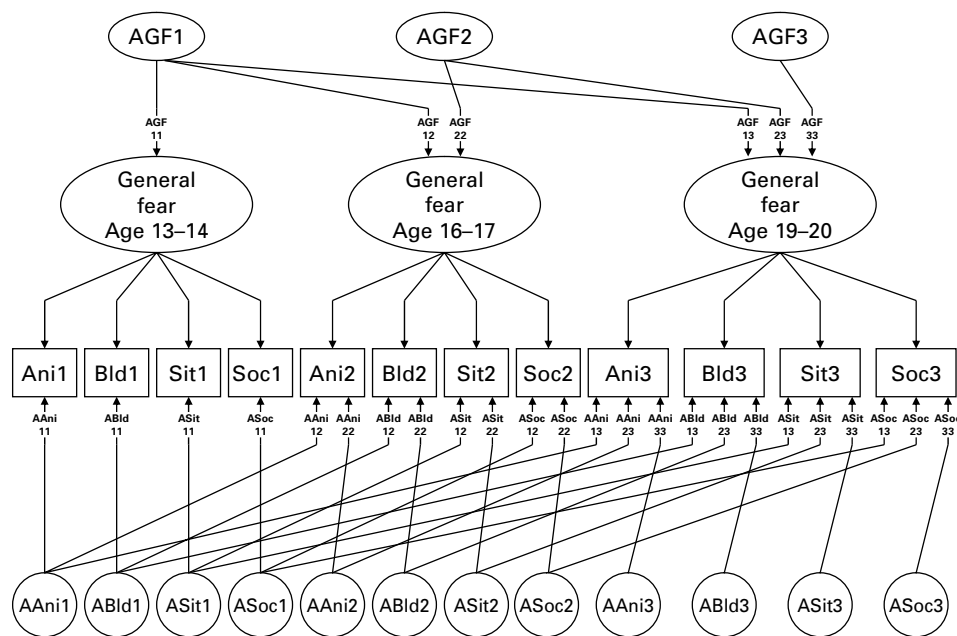 AGF1 AGF2 AGF3
AGF AGF AGF AGF AGF AGF
11 12 22 13 23 33
General General General
fear fear fear
Age 13–14 Age 16–17 Age 19–20
Ani1 Bld1 Sit1 Soc1 Ani2 Bld2 Sit2 Soc2 Ani3 Bld3 Sit3 Soc3
AAni ABld ASit ASoc AAni AAni ABld ABld ASit ASit ASoc ASoc AAni AAni AAni ABld ABld ABld ASit ASit ASit ASoc ASoc ASoc
11 11 11 11 12 22 12 22 12 22 12 22 13 23 33 13 23 33 13 23 33 13 23 33
AAni1 ABld1 ASit1 ASoc1 AAni2 ABld2 ASit2 ASoc2 AAni3 ABld3 ASit3 ASoc3